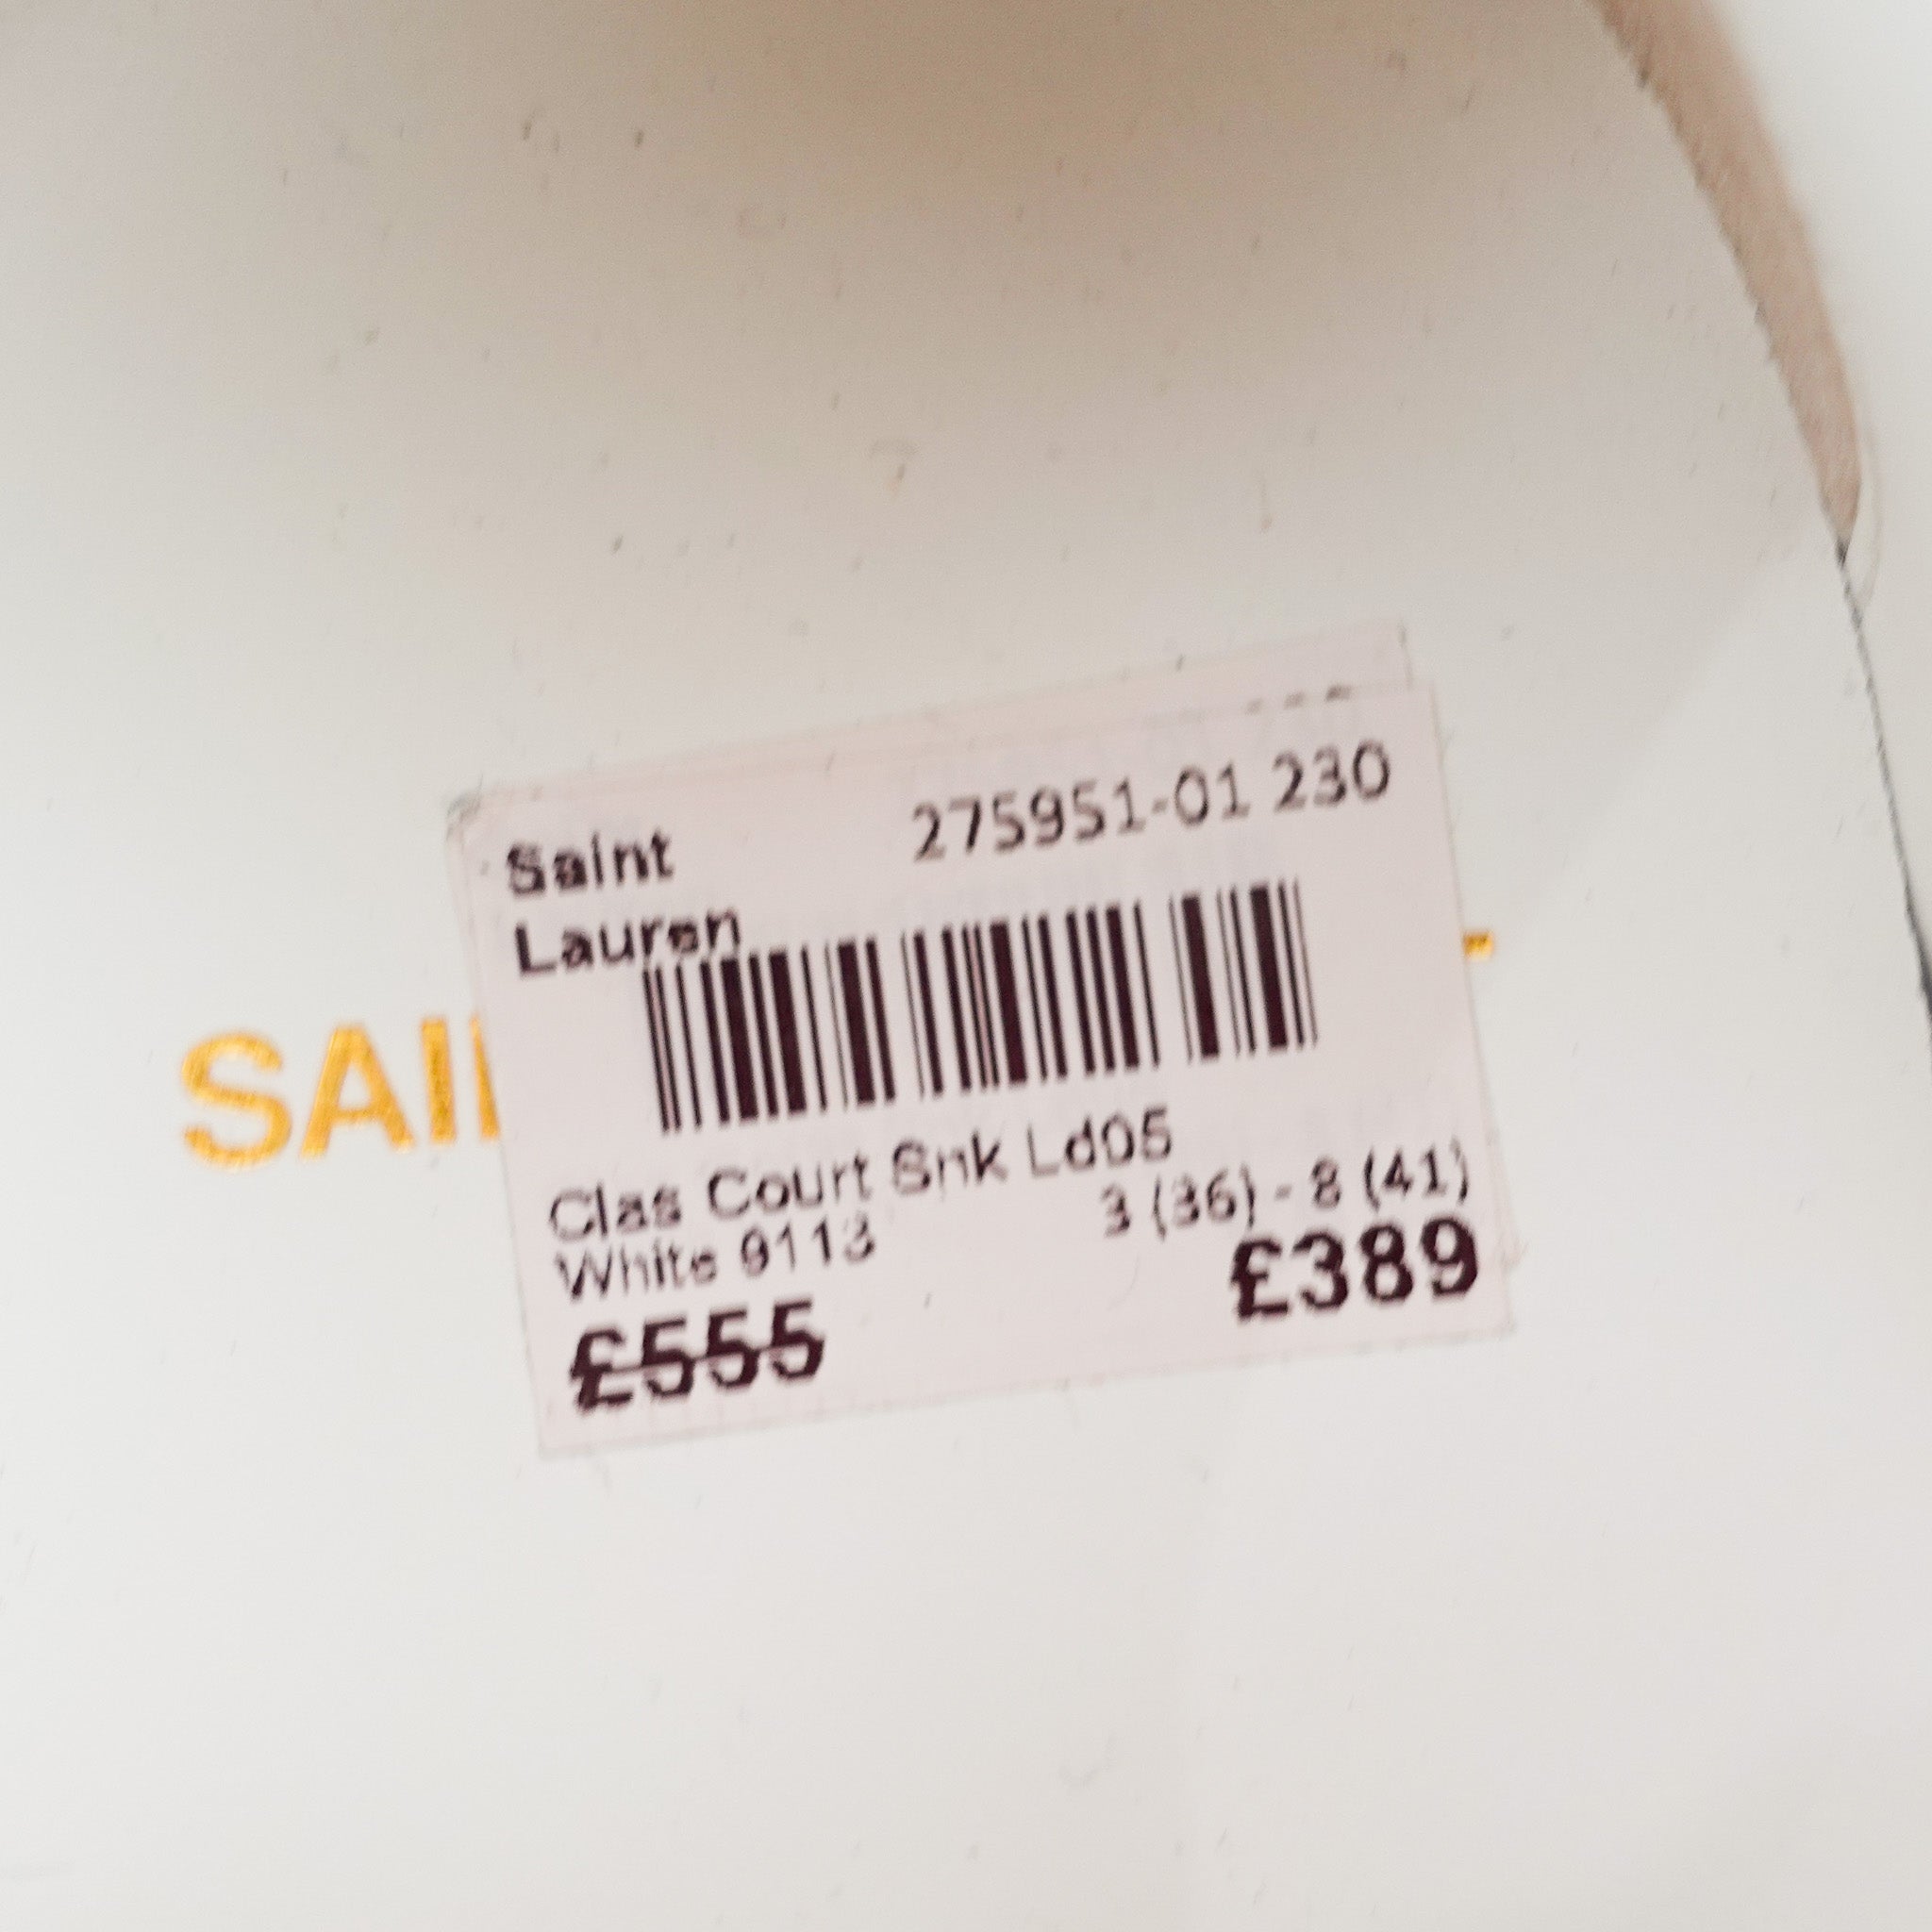 Saint
Lauren
275951-01 230
SAI
Clas Court Snk Ld05
White 9113
3 (36) - 8 (41)
£555
£389